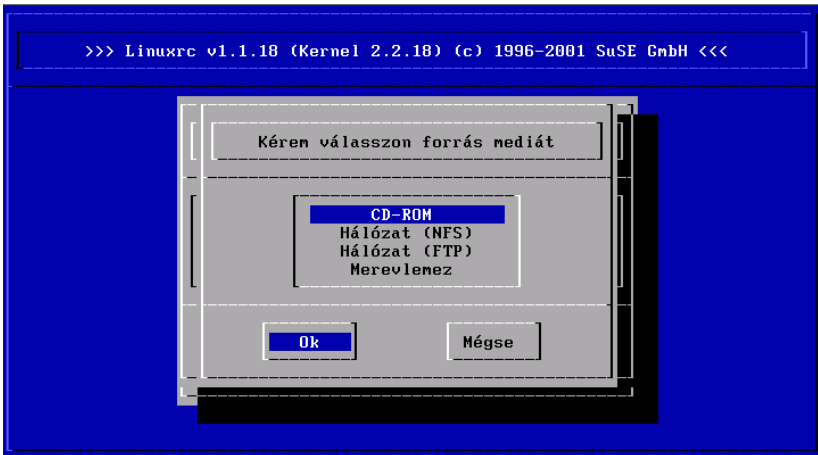 >>> Linuxrc v1.1.18 (Kernel 2.2.18) (c) 1996-2001 SuSE GmbH <<<
Kérem válasszon forrás mediát
CD-ROM
Hálózat (NFS)
Hálózat (FTP)
Merevlemez
Ok Mégse